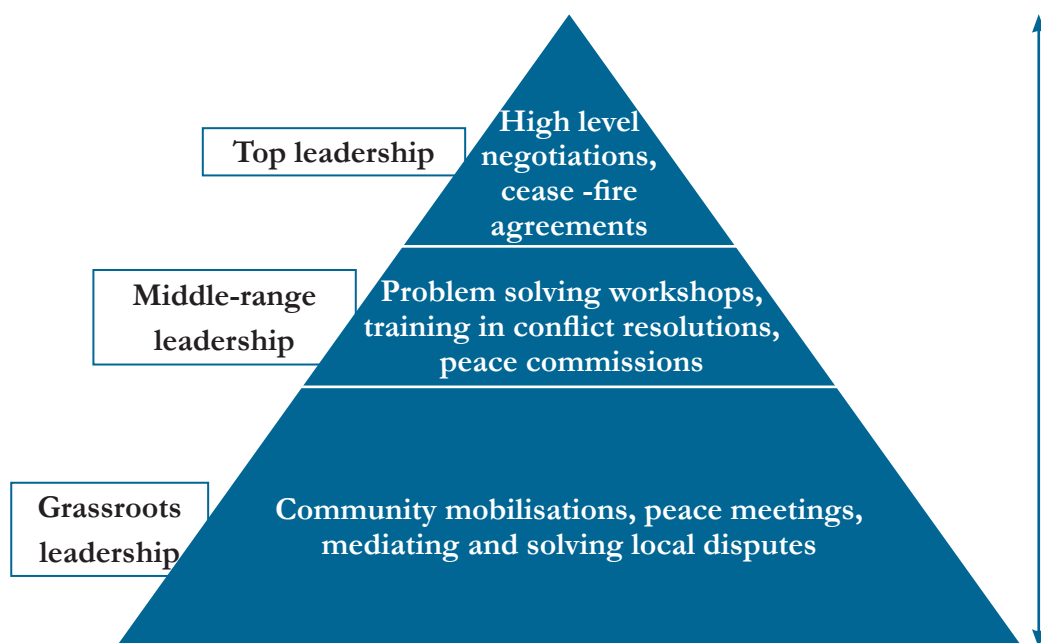 High level
negotiations,
cease -fire
agreements
Top leadership
Problem solving workshops,
training in conflict resolutions,
peace commissions
Middle-range
leadership
Community mobilisations, peace meetings,
mediating and solving local disputes
Grassroots
leadership